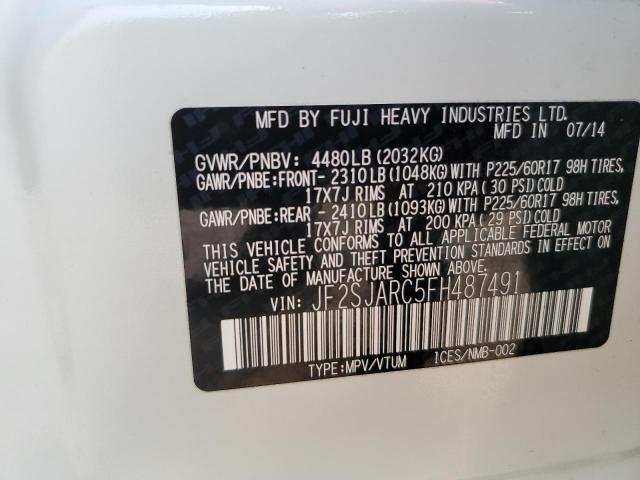 MFD BY FUJI HEAVY INDUSTRIES LTD.
MFD IN 07/14
GVWR/PNBV: 4480LB(2032KG)
GAWR/PNBE:FRONT-2310LB(1048KG)WITH P225/60R17 98H TIRES,
17X7J RIMS AT 210 KPA(30 PSI)COLD
GAWR/PNBE:REAR -2410LB(1093KG)WITH P225/60R17 98H TIRES,
17X7J RIMS AT 200 KPA(29 PSI)COLD
THIS VEHICLE CONFORMS TO ALL APPLICABLE FEDERAL MOTOR
VEHICLE SAFETY AND THEFT PREVENTION STANDARDS IN EFFECT ON
THE DATE OF MANUFACTURE SHOWN ABOVE.
VIN: JF2SJARC5FH487491
TYPE:MPV/VTUM ICES/NMB-002